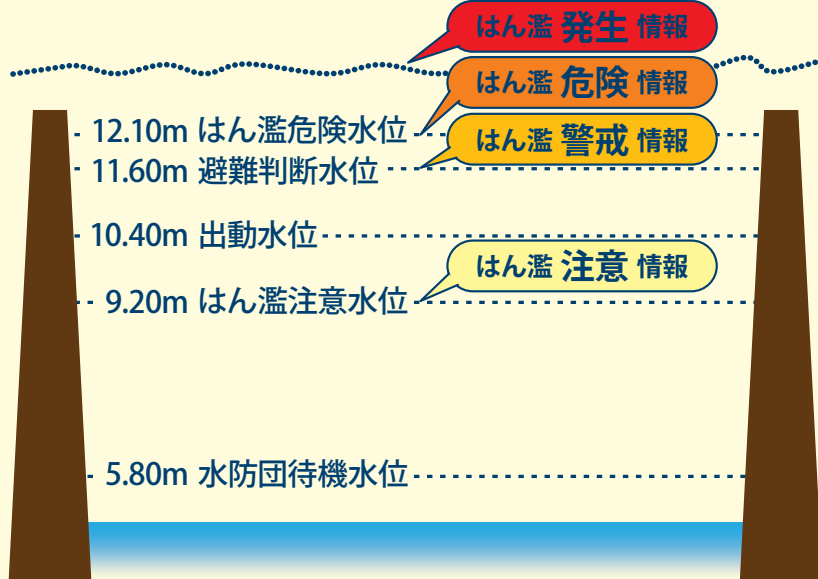 はん濫 発生 情報
はん濫 危険 情報
12.10m はん濫危険水位
はん濫 警戒 情報
11.60m 避難判断水位
10.40m 出動水位
はん濫 注意 情報
9.20m はん濫注意水位
5.80m 水防団待機水位